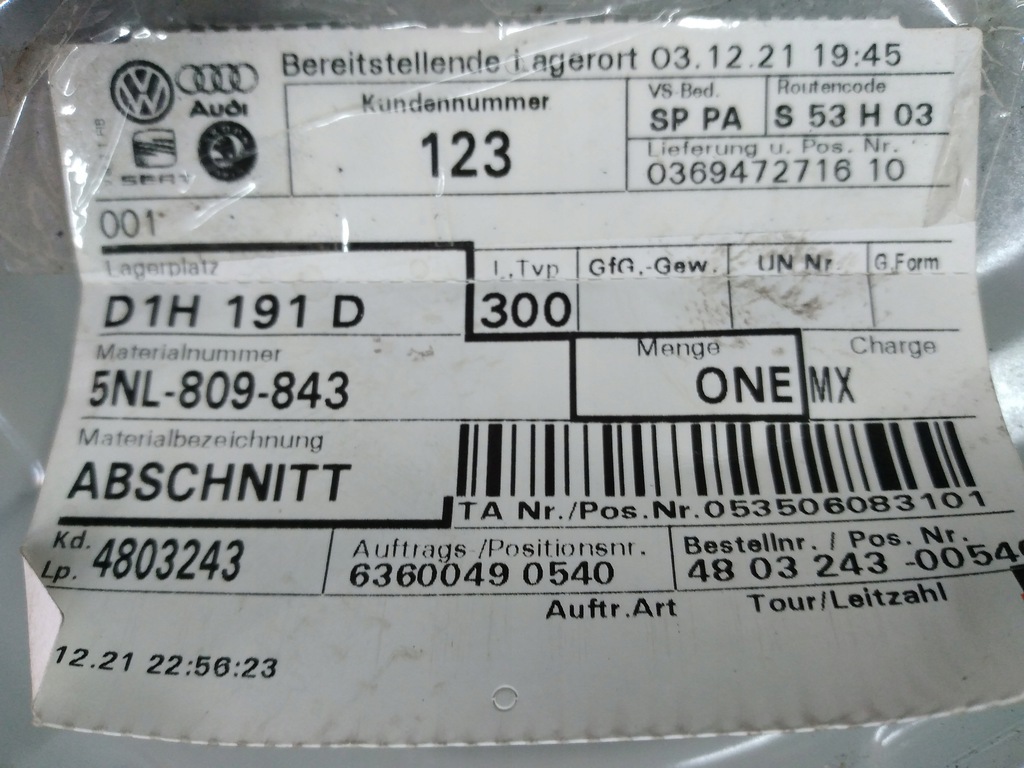 Bereitstellende Lagerort 03.12.21 19:45
Audi
SEAT
Kundennummer
123
VS-Bed.
SP PA
Routencode
S 53 H 03
Lieferung u. Pos. Nr.
0369472716 10
001
Lagerplatz
D1H 191 D
L.Typ
300
GfG.-Gew.
UN Nr.
G.Form
Materialnummer
5NL-809-843
Menge
ONE
Charge
MX
Materialbezeichnung
ABSCHNITT
TA Nr./Pos.Nr.053506083101
Kd.
Lp. 4803243
Auftrags-/Positionsnr.
6360049 0540
Bestellnr. / Pos. Nr.
48 03 243 -0054
Auftr.Art
Tour/Leitzahl
12.21 22:56:23